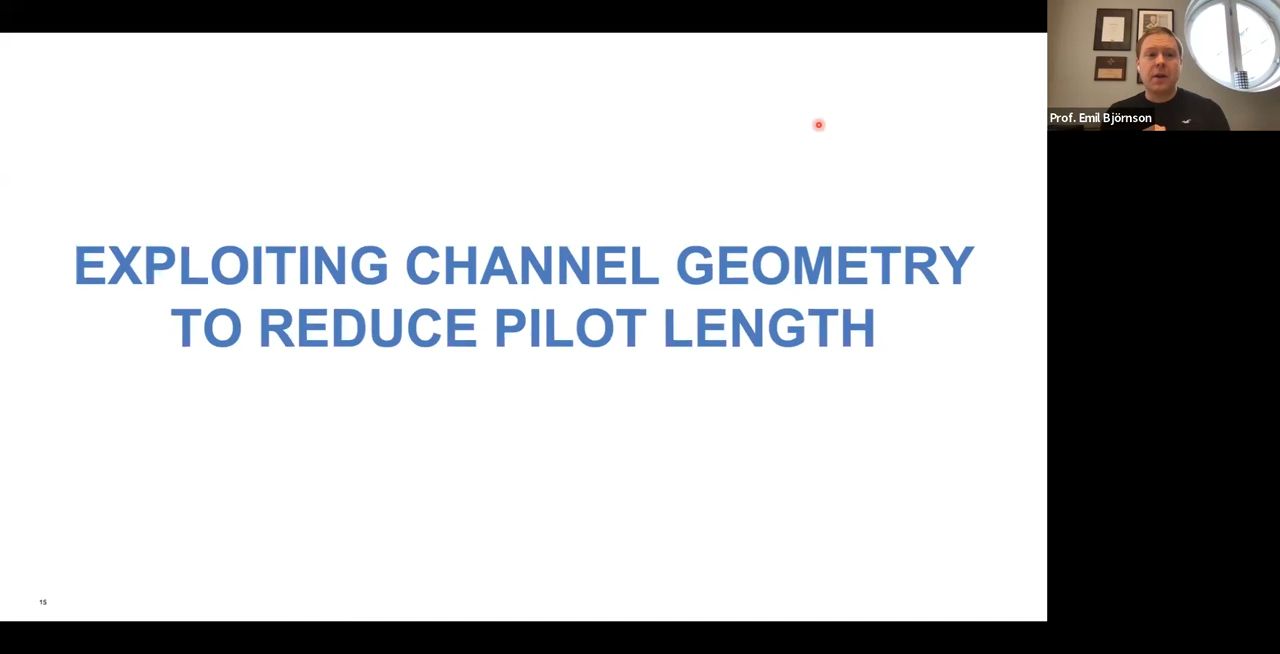 EXPLOITING CHANNEL GEOMETRY
TO REDUCE PILOT LENGTH
15
Prof. Emil Björnson